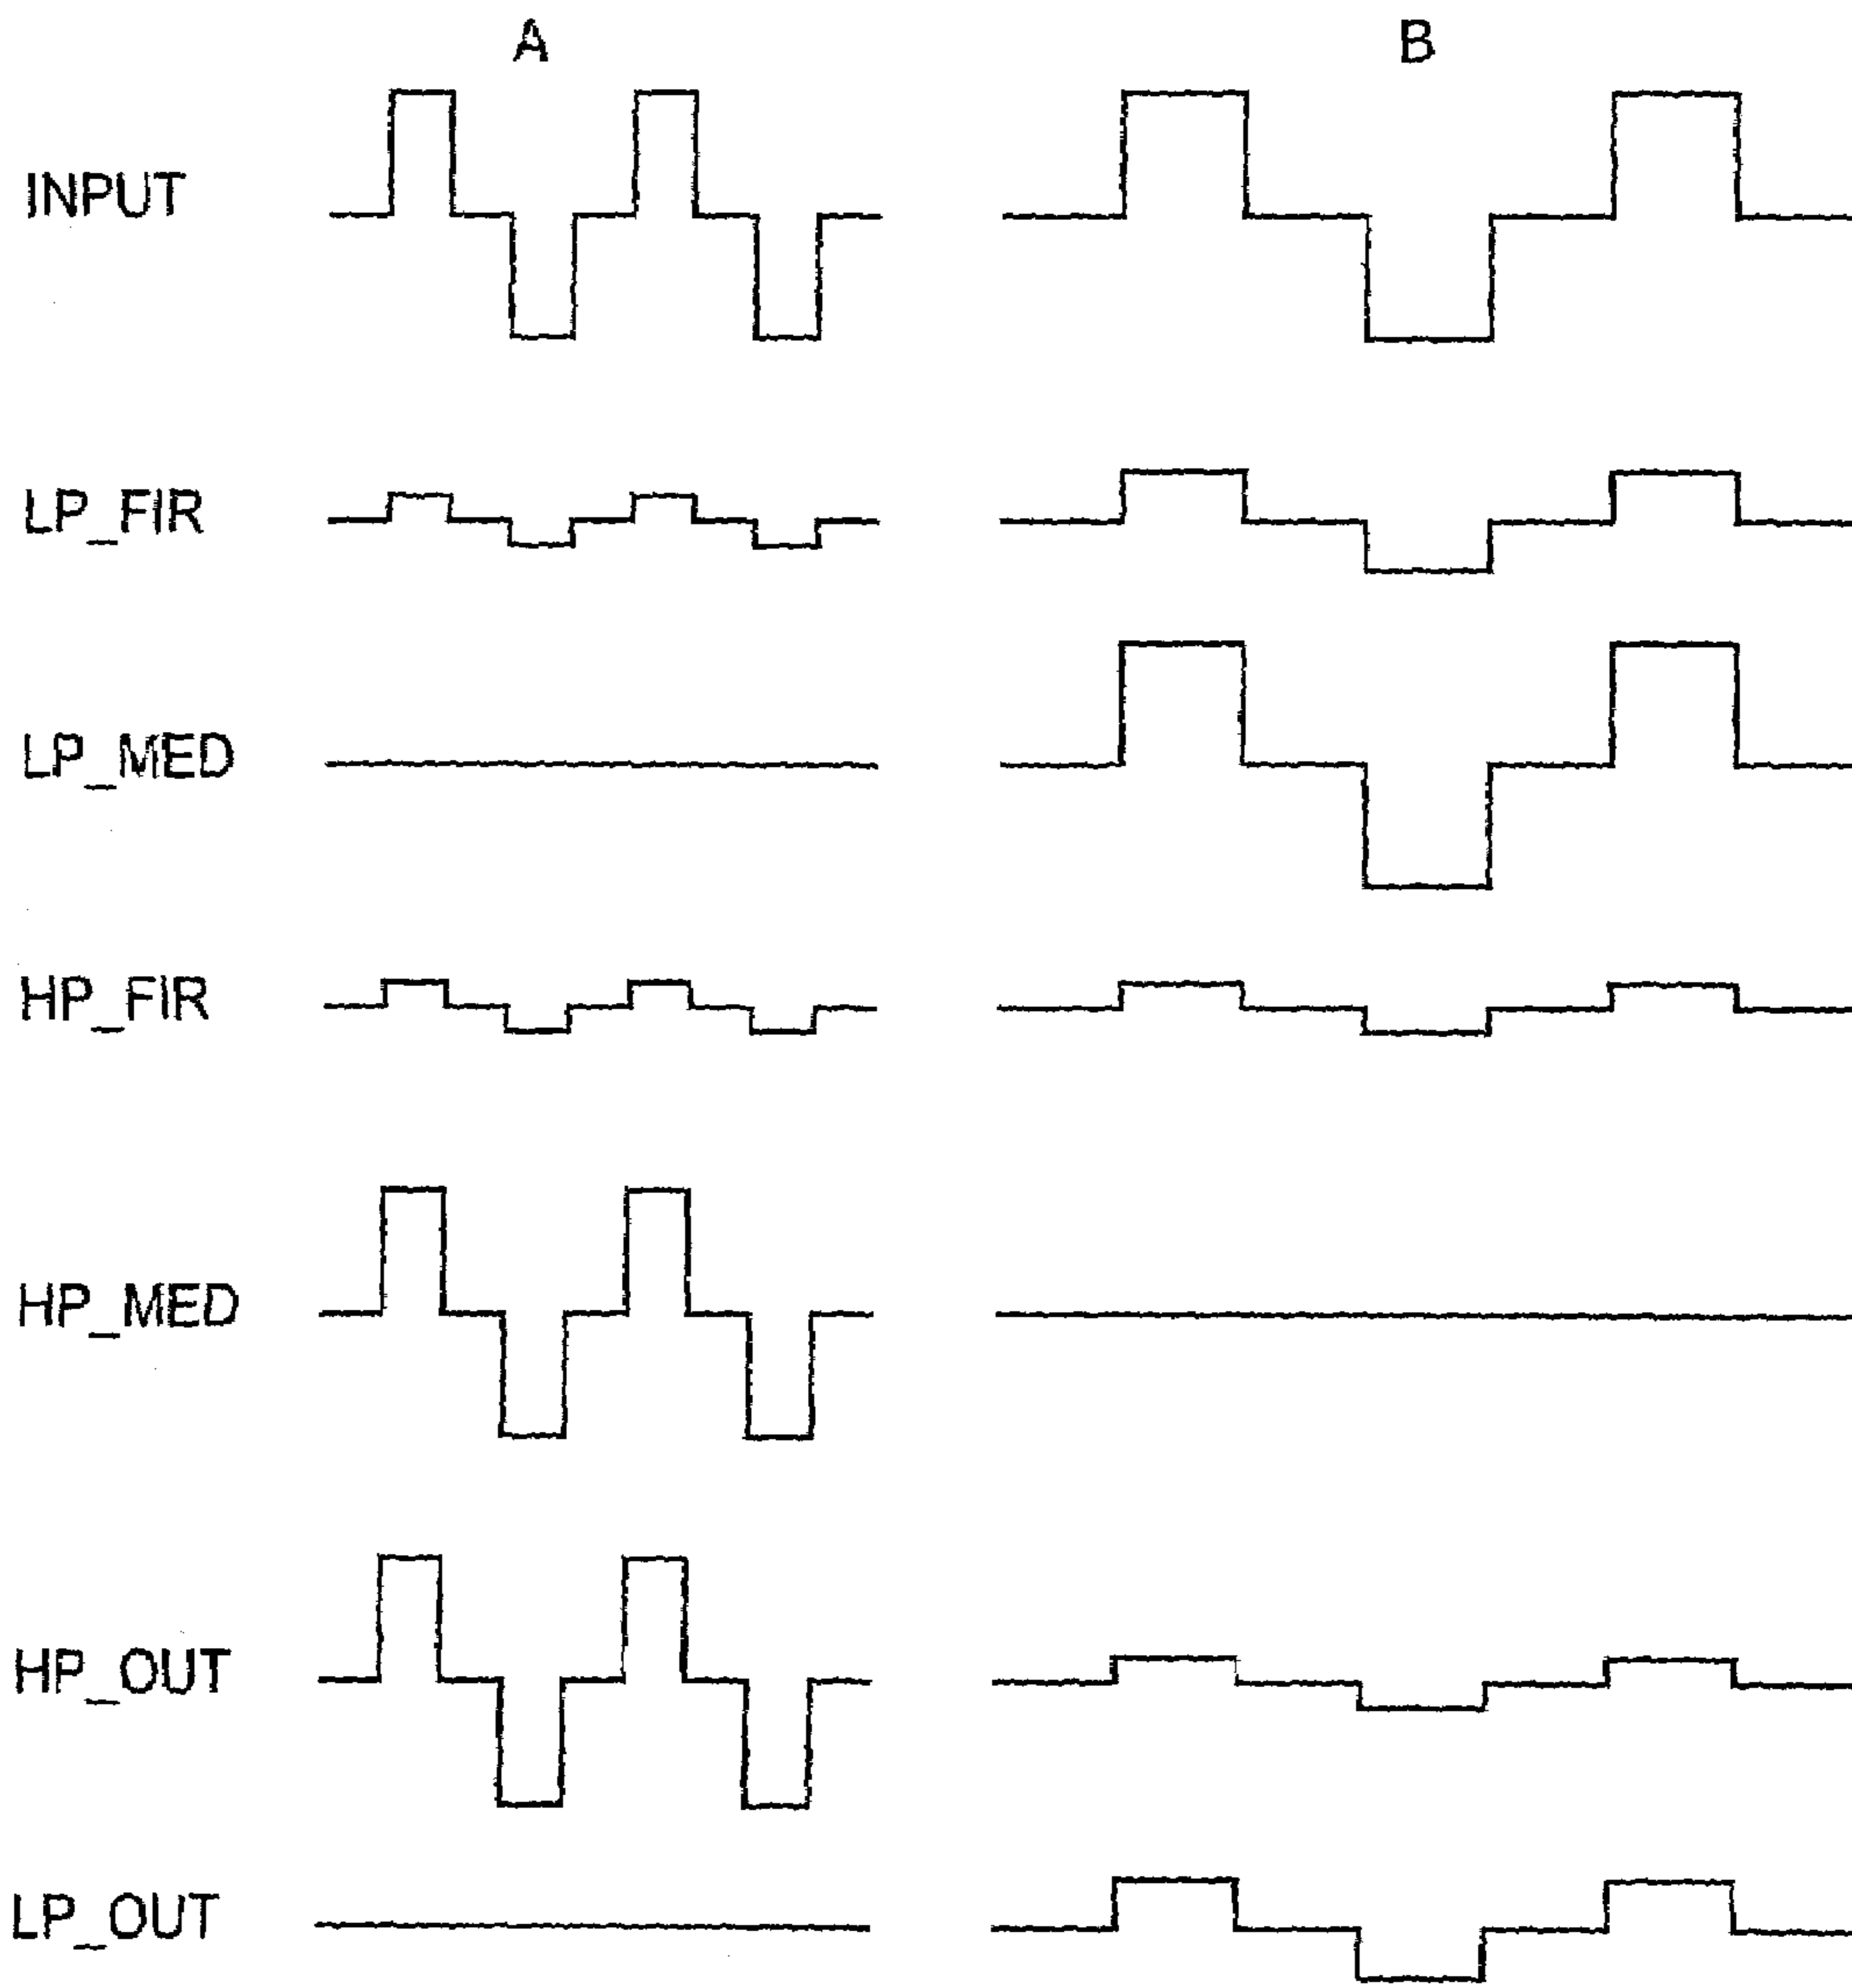 A B
INPUT
LP_FIR
LP_MED
HP_FIR
HP_MED
HP_OUT
LP_OUT